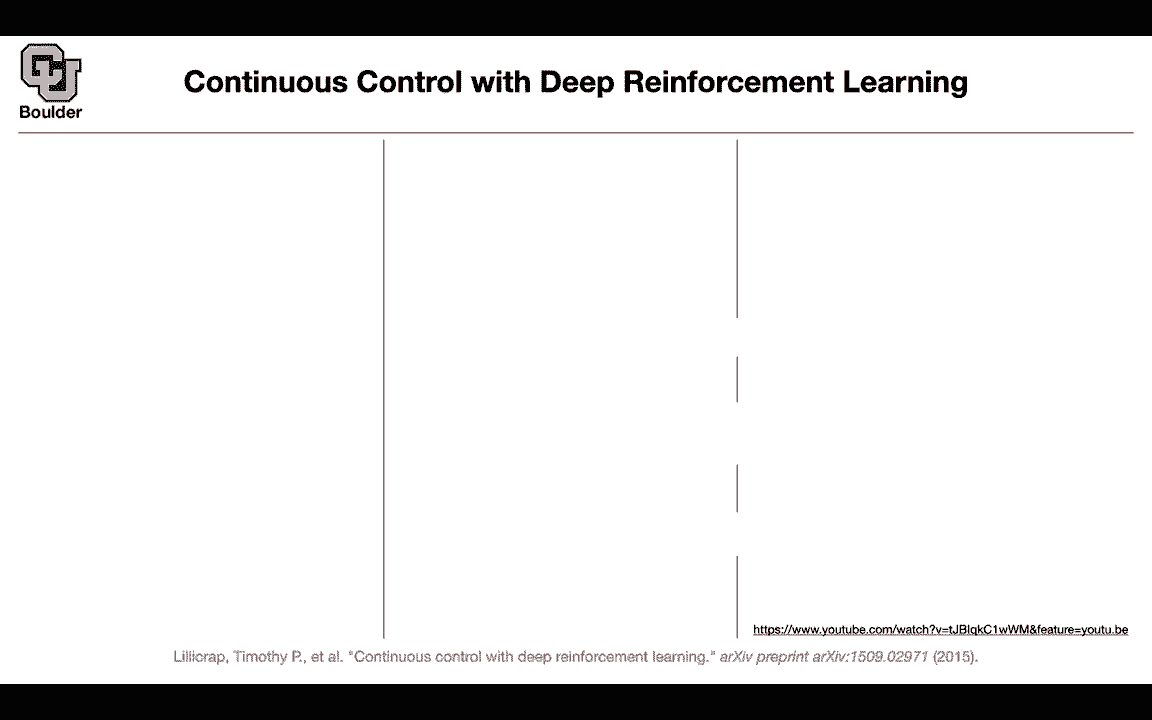 Continuous Control with Deep Reinforcement Learning
Boulder
https://www.youtube.com/watch?v=tJBIqkC1wWM&feature=youtu.be
Lillicrap, Timothy P., et al. "Continuous control with deep reinforcement learning." arXiv preprint arXiv:1509.02971 (2015).